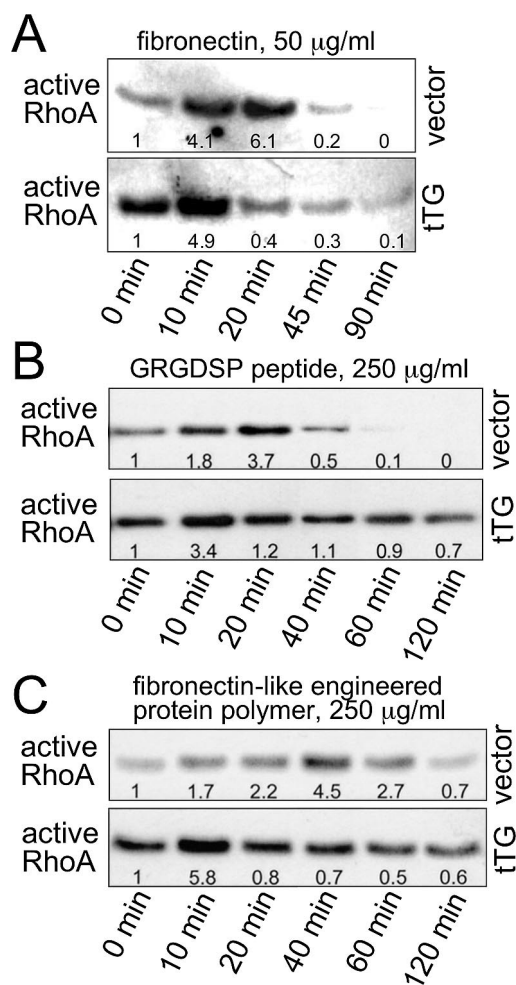 A
fibronectin, 50 μg/ml
active
RhoA
1 4.1 6.1 0.2 0
vector
active
RhoA
1 4.9 0.4 0.3 0.1
tTG
0 min 10 min 20 min 45 min 90 min
B
GRGDSP peptide, 250 μg/ml
active
RhoA
1 1.8 3.7 0.5 0.1 0
vector
active
RhoA
1 3.4 1.2 1.1 0.9 0.7
tTG
0 min 10 min 20 min 40 min 60 min 120 min
C
fibronectin-like engineered
protein polymer, 250 μg/ml
active
RhoA
1 1.7 2.2 4.5 2.7 0.7
vector
active
RhoA
1 5.8 0.8 0.7 0.5 0.6
tTG
0 min 10 min 20 min 40 min 60 min 120 min